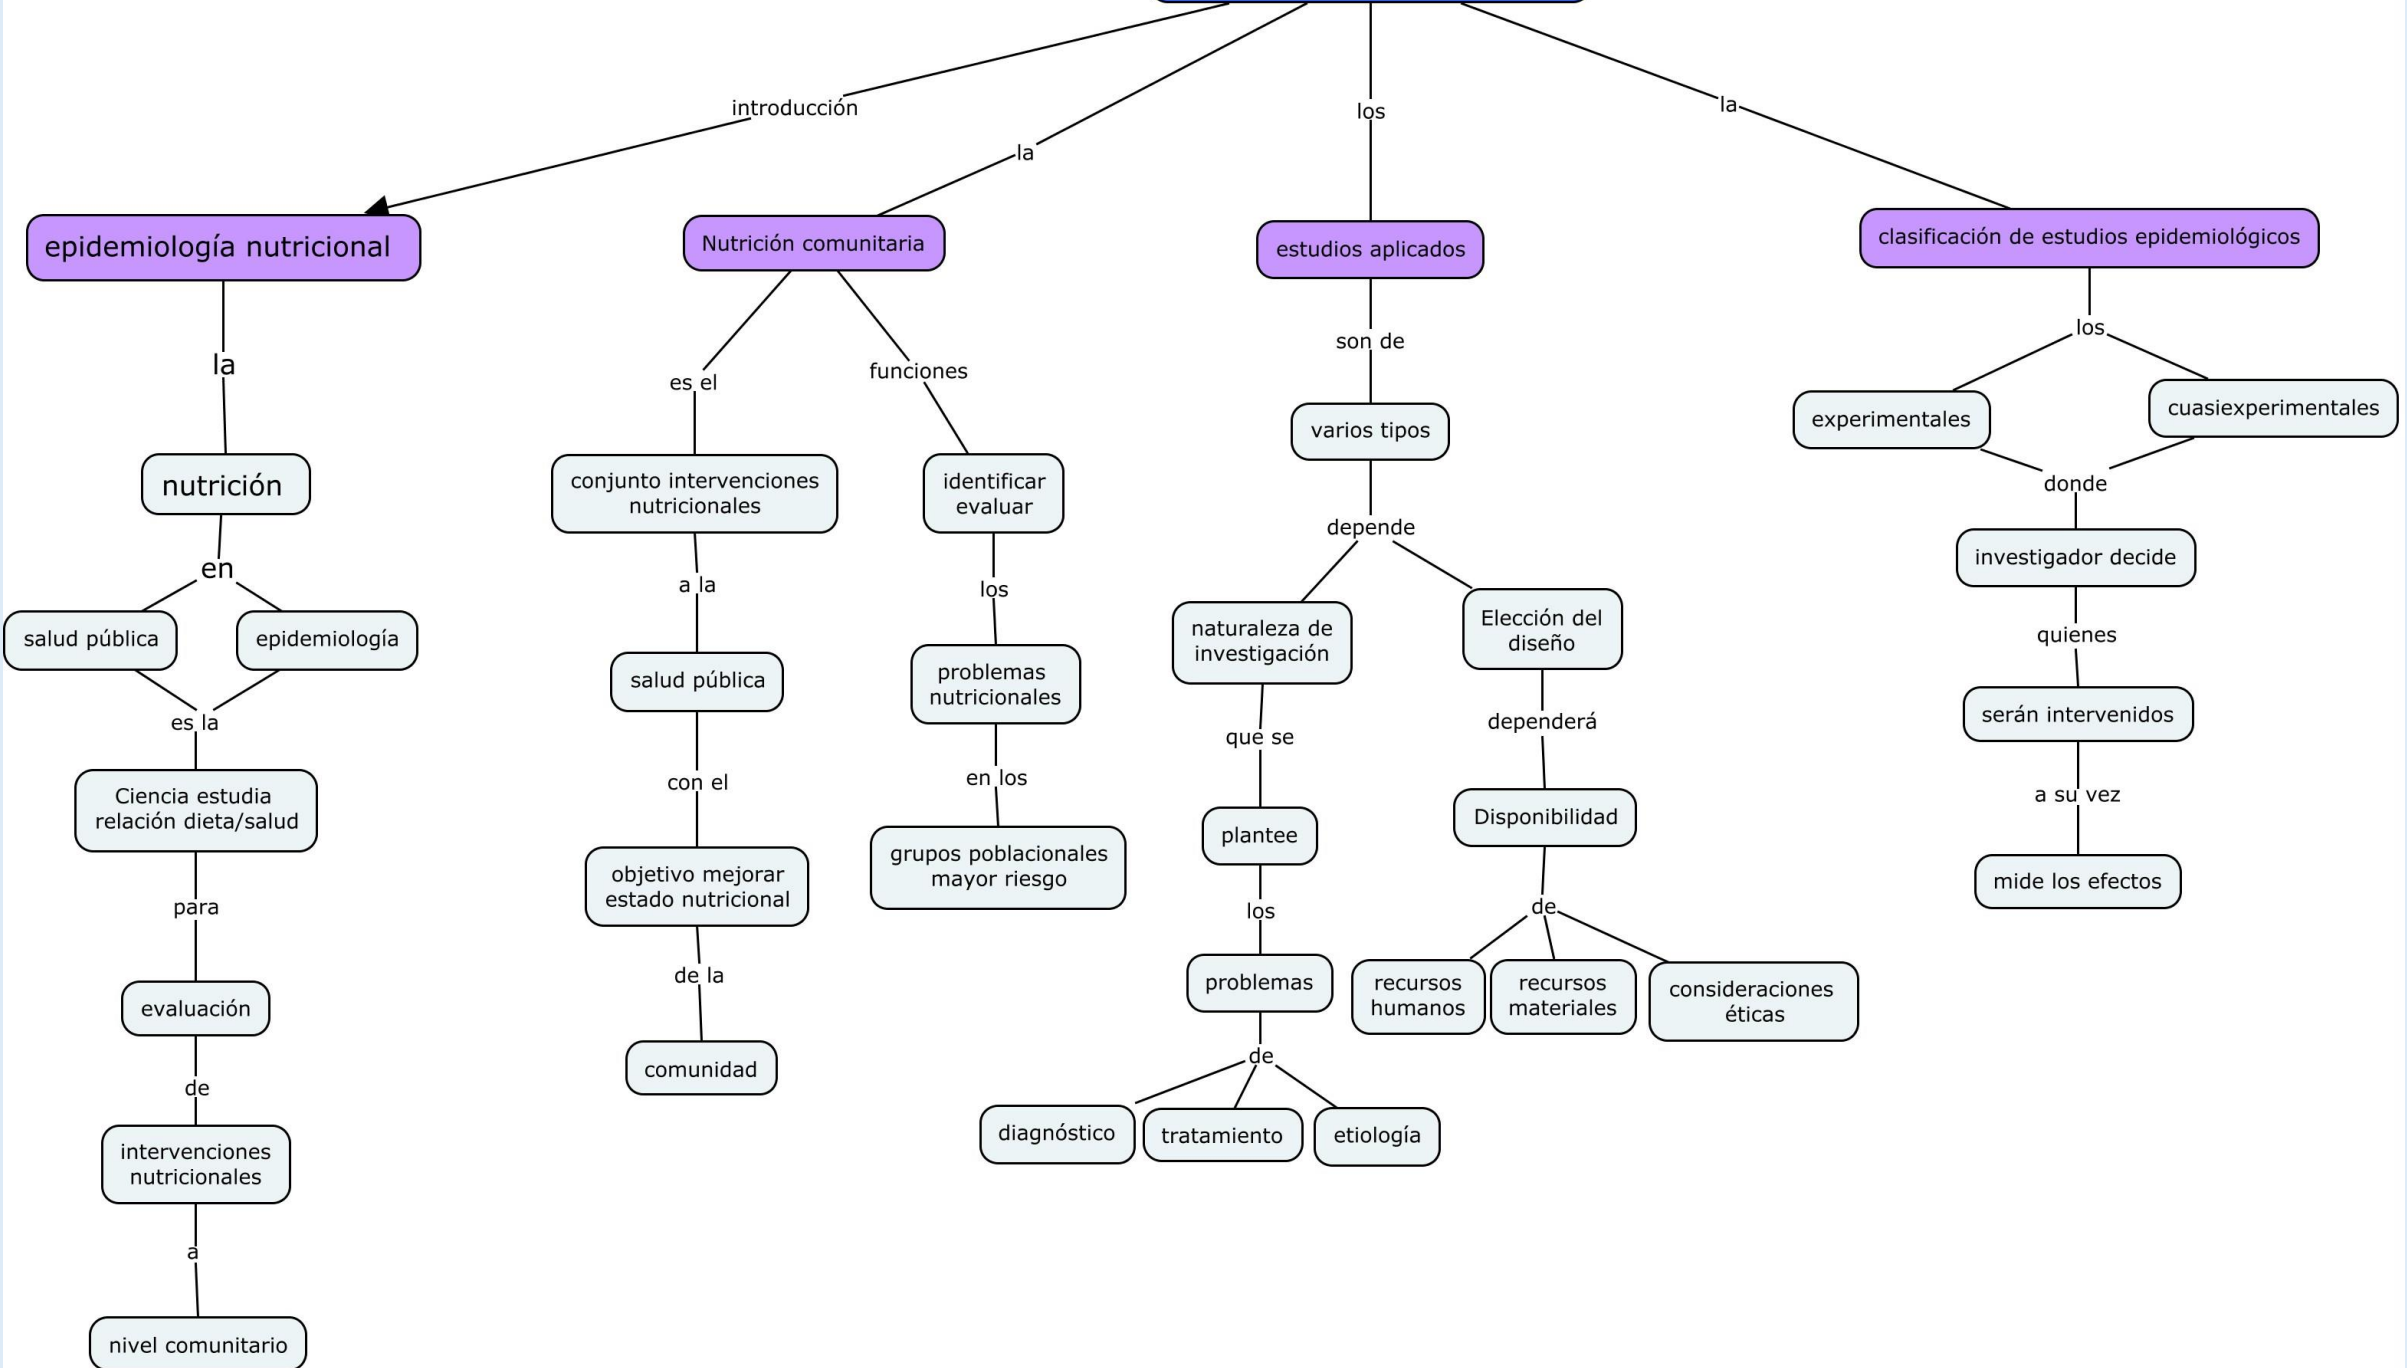 introducción
la
los
la
epidemiología nutricional
Nutrición comunitaria
estudios aplicados
clasificación de estudios epidemiológicos
la
nutrición
en
salud pública
epidemiología
es la
Ciencia estudia
relación dieta/salud
para
evaluación
de
intervenciones
nutricionales
a
nivel comunitario
es el
conjunto intervenciones
nutricionales
a la
salud pública
con el
objetivo mejorar
estado nutricional
de la
comunidad
funciones
identificar
evaluar
los
problemas
nutricionales
en los
grupos poblacionales
mayor riesgo
son de
varios tipos
depende
naturaleza de
investigación
que se
plantee
los
problemas
de
diagnóstico
tratamiento
etiología
Elección del
diseño
dependerá
Disponibilidad
de
recursos
humanos
recursos
materiales
consideraciones
éticas
los
experimentales
cuasiexperimentales
donde
investigador decide
quienes
serán intervenidos
a su vez
mide los efectos